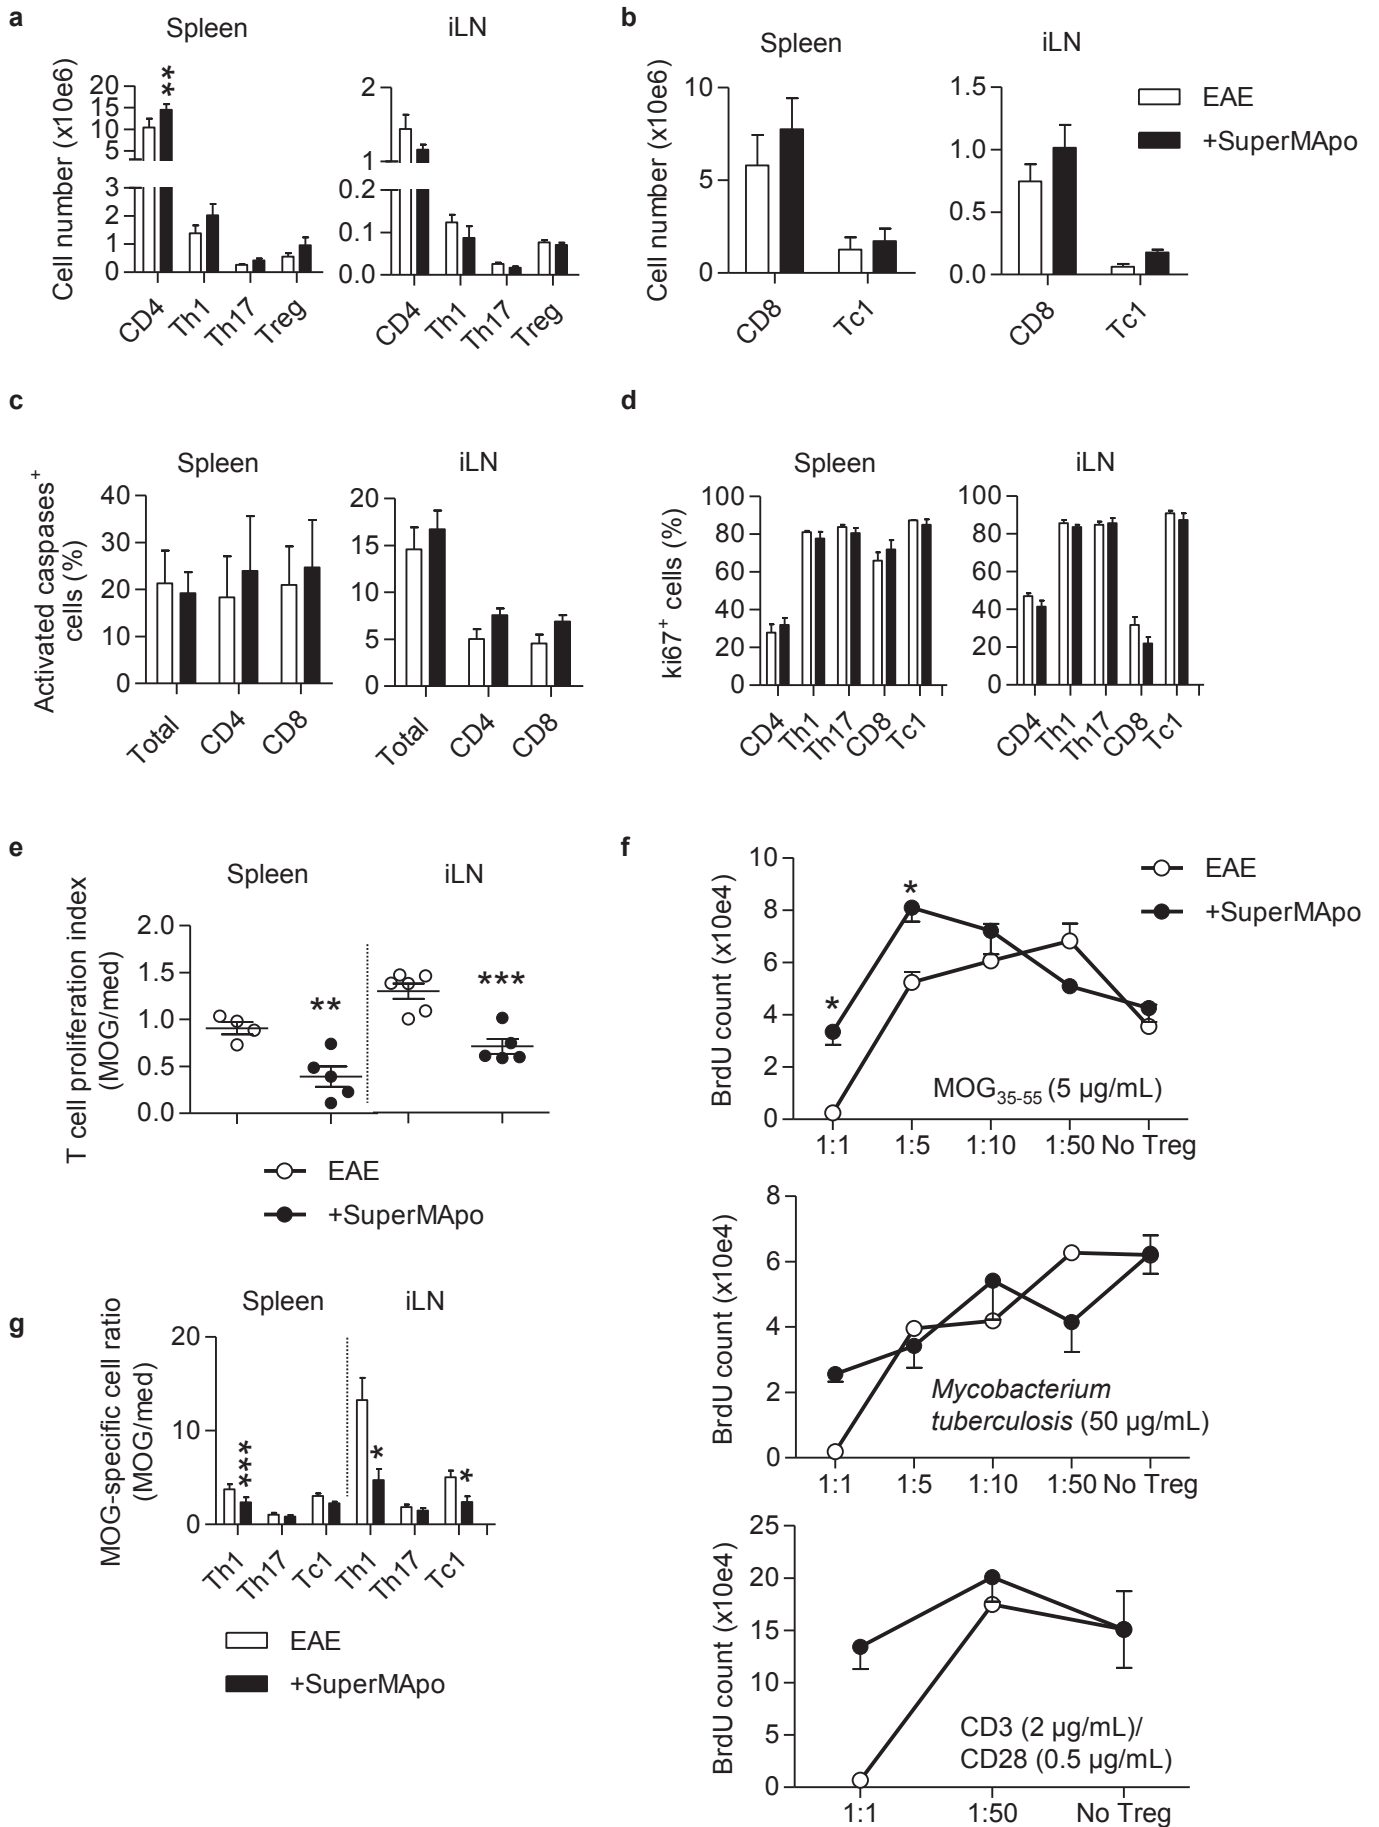 a
Spleen
iLN
Cell number (x10e6)
20
15
10
5
3
2
1
0
**
CD4
Th1
Th17
Treg
2
1
0.2
0.1
0.0
CD4
Th1
Th17
Treg
b
Spleen
iLN
Cell number (x10e6)
10
5
0
CD8
Tc1
1.5
1.0
0.5
0.0
CD8
Tc1
EAE
+SuperMApo
c
Spleen
iLN
Activated caspases+
cells (%)
40
30
20
10
0
Total
CD4
CD8
20
15
10
5
0
Total
CD4
CD8
d
Spleen
iLN
ki67+ cells (%)
100
80
60
40
20
0
CD4
Th1
Th17
CD8
Tc1
100
80
60
40
20
0
CD4
Th1
Th17
CD8
Tc1
e
Spleen
iLN
T cell proliferation index
(MOG/med)
2.0
1.5
1.0
0.5
0.0
**
***
EAE
+SuperMApo
f
BrdU count (x10e4)
10
8
6
4
2
0
*
*
EAE
+SuperMApo
MOG35-55 (5 µg/mL)
1:1
1:5
1:10
1:50
No Treg
BrdU count (x10e4)
8
6
4
2
0
Mycobacterium
tuberculosis (50 µg/mL)
1:1
1:5
1:10
1:50
No Treg
BrdU count (x10e4)
25
20
15
10
5
0
CD3 (2 µg/mL)/
CD28 (0.5 µg/mL)
1:1
1:50
No Treg
g
Spleen
iLN
MOG-specific cell ratio
(MOG/med)
20
10
0
***
*
*
Th1
Th17
Tc1
Th1
Th17
Tc1
EAE
+SuperMApo